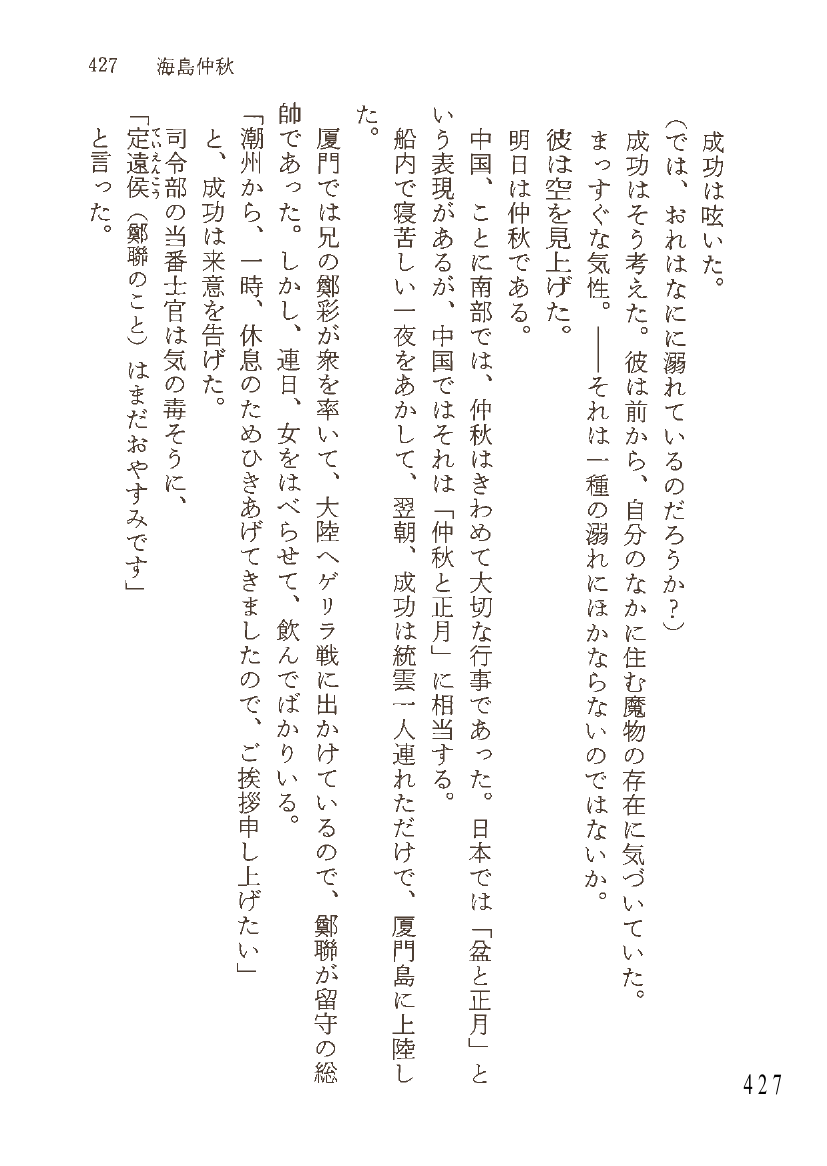 427 海島仲秋
成功は呟いた。
（では、おれはなにに溺れているのだろうか？）
成功はそう考えた。彼は前から、自分のなかに住む魔物の存在に気づいていた。
まっすぐな気性。――それは一種の溺れにほかならないのではないか。
彼は空を見上げた。
明日は仲秋である。
中国、ことに南部では、仲秋はきわめて大切な行事であった。日本では「盆と正月」と
いう表現があるが、中国ではそれは「仲秋と正月」に相当する。
船内で寝苦しい一夜をあかして、翌朝、成功は統雲一人連れただけで、厦門島に上陸し
た。
厦門では兄の鄭彩が衆を率いて、大陸へゲリラ戦に出かけているので、鄭聯が留守の総
帥であった。しかし、連日、女をはべらせて、飲んでばかりいる。
「潮州から、一時、休息のためひきあげてきましたので、ご挨拶申し上げたい」
と、成功は来意を告げた。
司令部の当番士官は気の毒そうに、
「定遠侯（鄭聯のこと）はまだおやすみです」
ていえんこう
と言った。
427